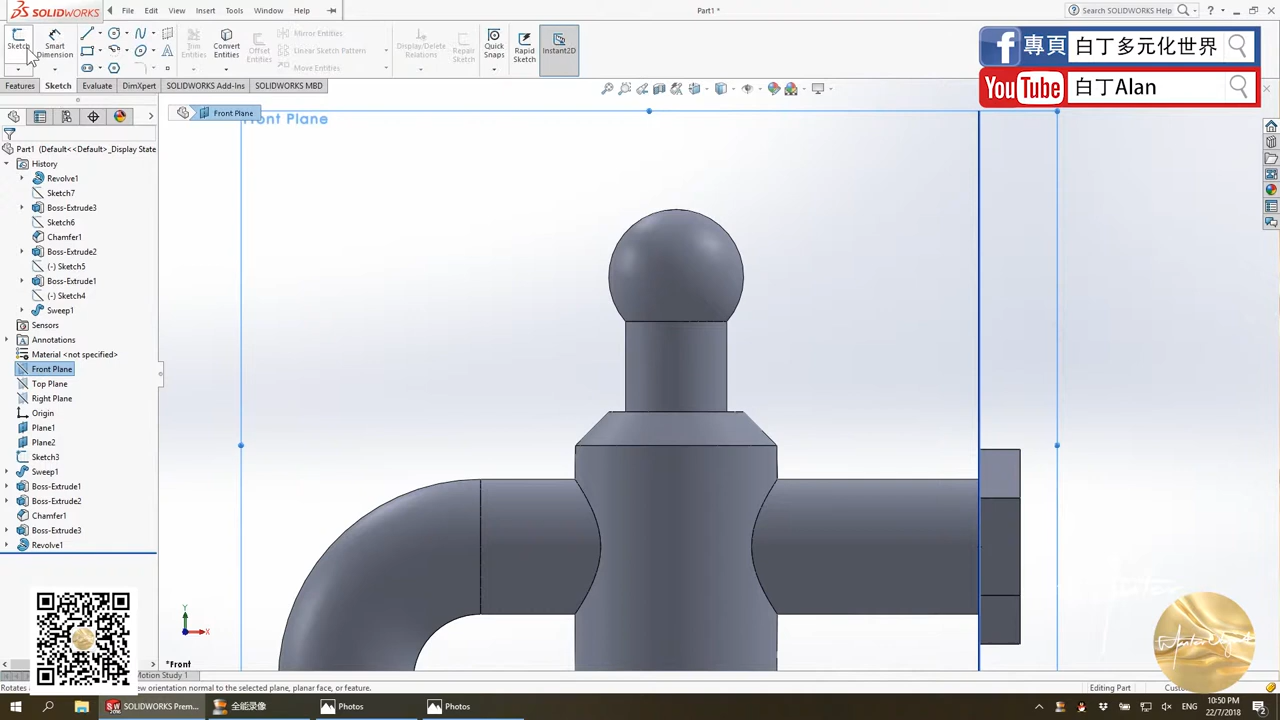 SOLIDWORKS
File
Edit
View
Insert
Tools
Window
Help
Part1 *
Search SOLIDWORKS Help
Sketch
Smart Dimension
Trim Entities
Convert Entities
Offset Entities
Mirror Entities
Linear Sketch Pattern
Move Entities
Display/Delete Relations
Repair Sketch
Quick Snaps
Rapid Sketch
Instant2D
專頁
白丁多元化世界
YouTube
白丁Alan
Features
Sketch
Evaluate
DimXpert
SOLIDWORKS Add-Ins
SOLIDWORKS MBD
Front Plane
Front Plane
Part1 (Default<<Default>_Display State
History
Revolve1
Sketch7
Boss-Extrude3
Sketch6
Chamfer1
Boss-Extrude2
(-) Sketch5
Boss-Extrude1
(-) Sketch4
Sweep1
Sensors
Annotations
Material <not specified>
Front Plane
Top Plane
Right Plane
Origin
Plane1
Plane2
Sketch3
Sweep1
Boss-Extrude1
Boss-Extrude2
Chamfer1
Boss-Extrude3
Revolve1
Y
X
*Front
Motion Study 1
new orientation normal to the selected plane, planar face, or feature.
Editing Part
SOLIDWORKS Prem...
全能录像
Photos
Photos
ENG
10:50 PM
22/7/2018